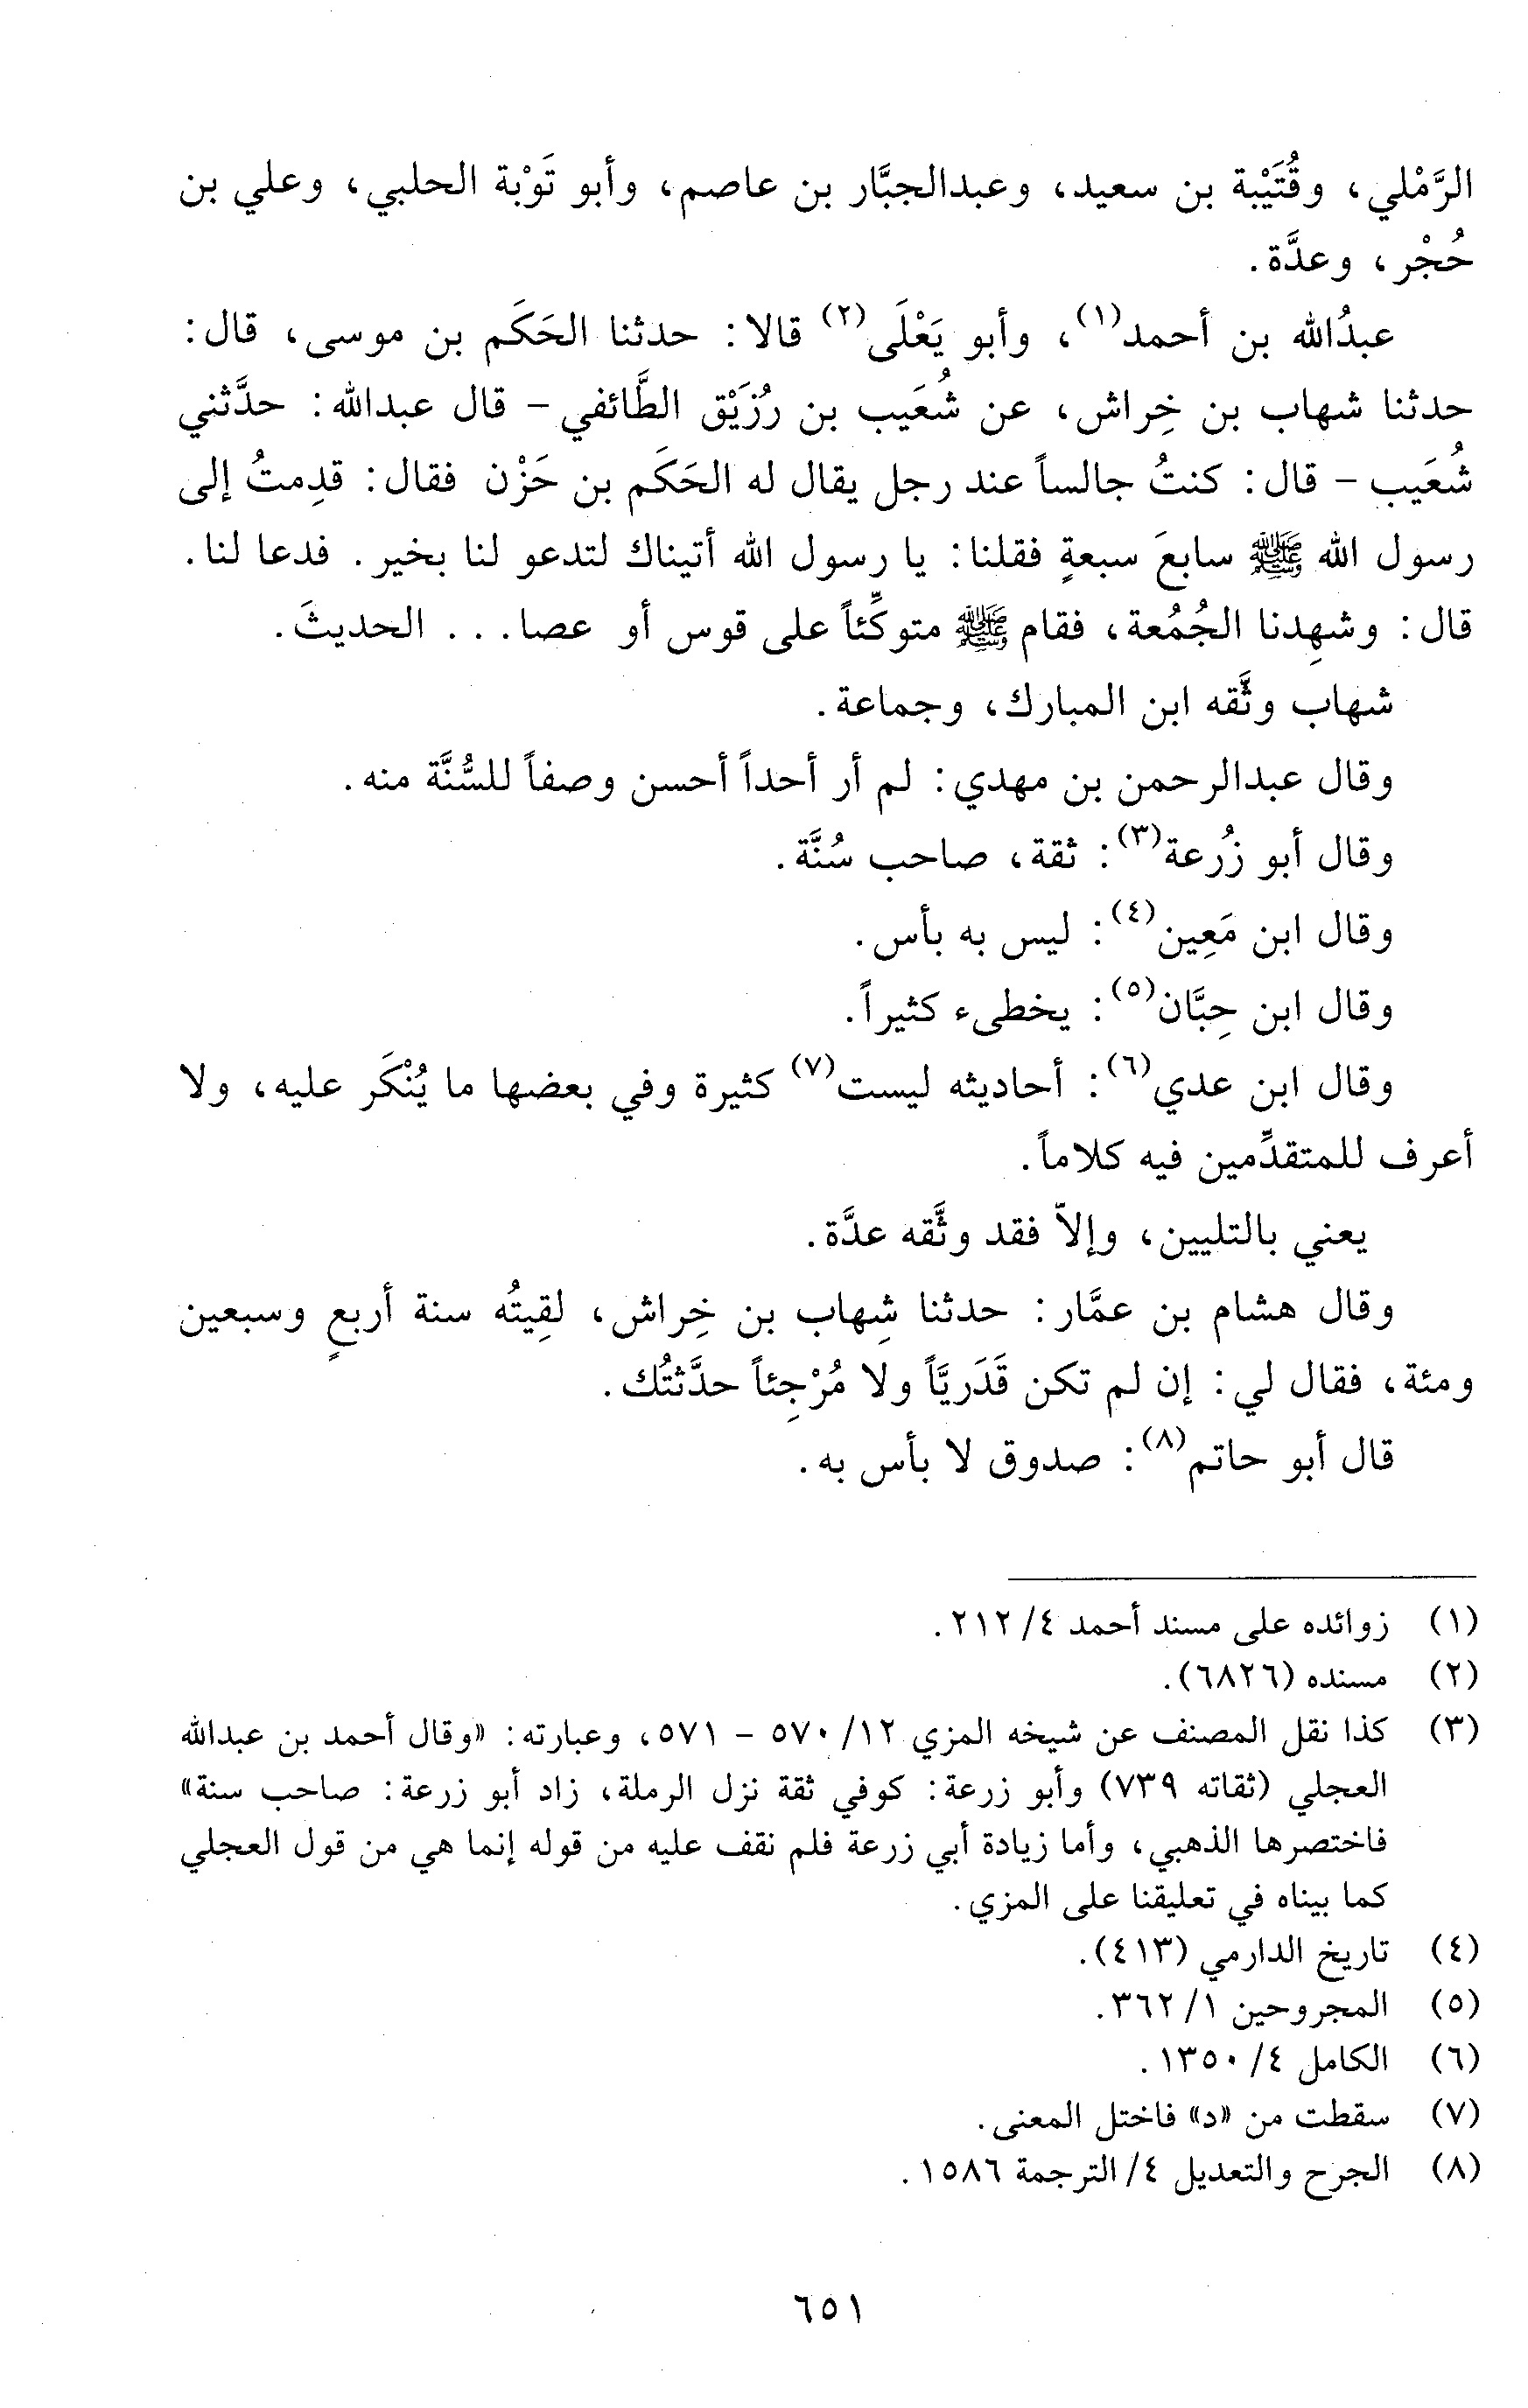 الرَّمْلي، وقُتَيْبة بن سعيد، وعبدالجبَّار بن عاصم، وأبو تَوْبة الحلبي، وعلي بن
حُجْر، وعدَّة.
عبدُالله بن أحمد(١)، وأبو يَعْلَى(٢) قالا: حدثنا الحَكَم بن موسى، قال:
حدثنا شهاب بن خِراش، عن شُعَيب بن رُزَيْق الطَّائفي - قال عبدالله: حدَّثني
شُعَيب - قال: كنتُ جالساً عند رجل يقال له الحَكَم بن حَزْن فقال: قدِمتُ إلى
رسول الله ﷺ سابعَ سبعةٍ فقلنا: يا رسول الله أتيناك لتدعو لنا بخير. فدعا لنا.
قال: وشهِدنا الجُمُعة، فقام ﷺ متوكِّئاً على قوس أو عصا... الحديثَ.
شهاب وثَّقه ابن المبارك، وجماعة.
وقال عبدالرحمن بن مهدي: لم أر أحداً أحسن وصفاً للسُّنَّة منه.
وقال أبو زُرعة(٣): ثقة، صاحب سُنَّة.
وقال ابن مَعِين(٤): ليس به بأس.
وقال ابن حِبَّان(٥): يخطىء كثيراً.
وقال ابن عدي(٦): أحاديثه ليست(٧) كثيرة وفي بعضها ما يُنْكَر عليه، ولا
أعرف للمتقدِّمين فيه كلاماً.
يعني بالتليين، وإلاّ فقد وثَّقه عدَّة.
وقال هشام بن عمَّار: حدثنا شِهاب بن خِراش، لقِيتُه سنة أربعٍ وسبعين
ومئة، فقال لي: إن لم تكن قَدَريَّاً ولا مُرْجِئاً حدَّثتُك.
قال أبو حاتم(٨): صدوق لا بأس به.
(١) زوائده على مسند أحمد ٤/ ٢١٢.
(٢) مسنده (٦٨٢٦).
(٣) كذا نقل المصنف عن شيخه المزي ١٢/ ٥٧٠ - ٥٧١، وعبارته: «وقال أحمد بن عبدالله
العجلي (ثقاته ٧٣٩) وأبو زرعة: كوفي ثقة نزل الرملة، زاد أبو زرعة: صاحب سنة»
فاختصرها الذهبي، وأما زيادة أبي زرعة فلم نقف عليه من قوله إنما هي من قول العجلي
كما بيناه في تعليقنا على المزي.
(٤) تاريخ الدارمي (٤١٣).
(٥) المجروحين ١/ ٣٦٢.
(٦) الكامل ٤/ ١٣٥٠.
(٧) سقطت من «د» فاختل المعنى.
(٨) الجرح والتعديل ٤/ الترجمة ١٥٨٦.
٦٥١